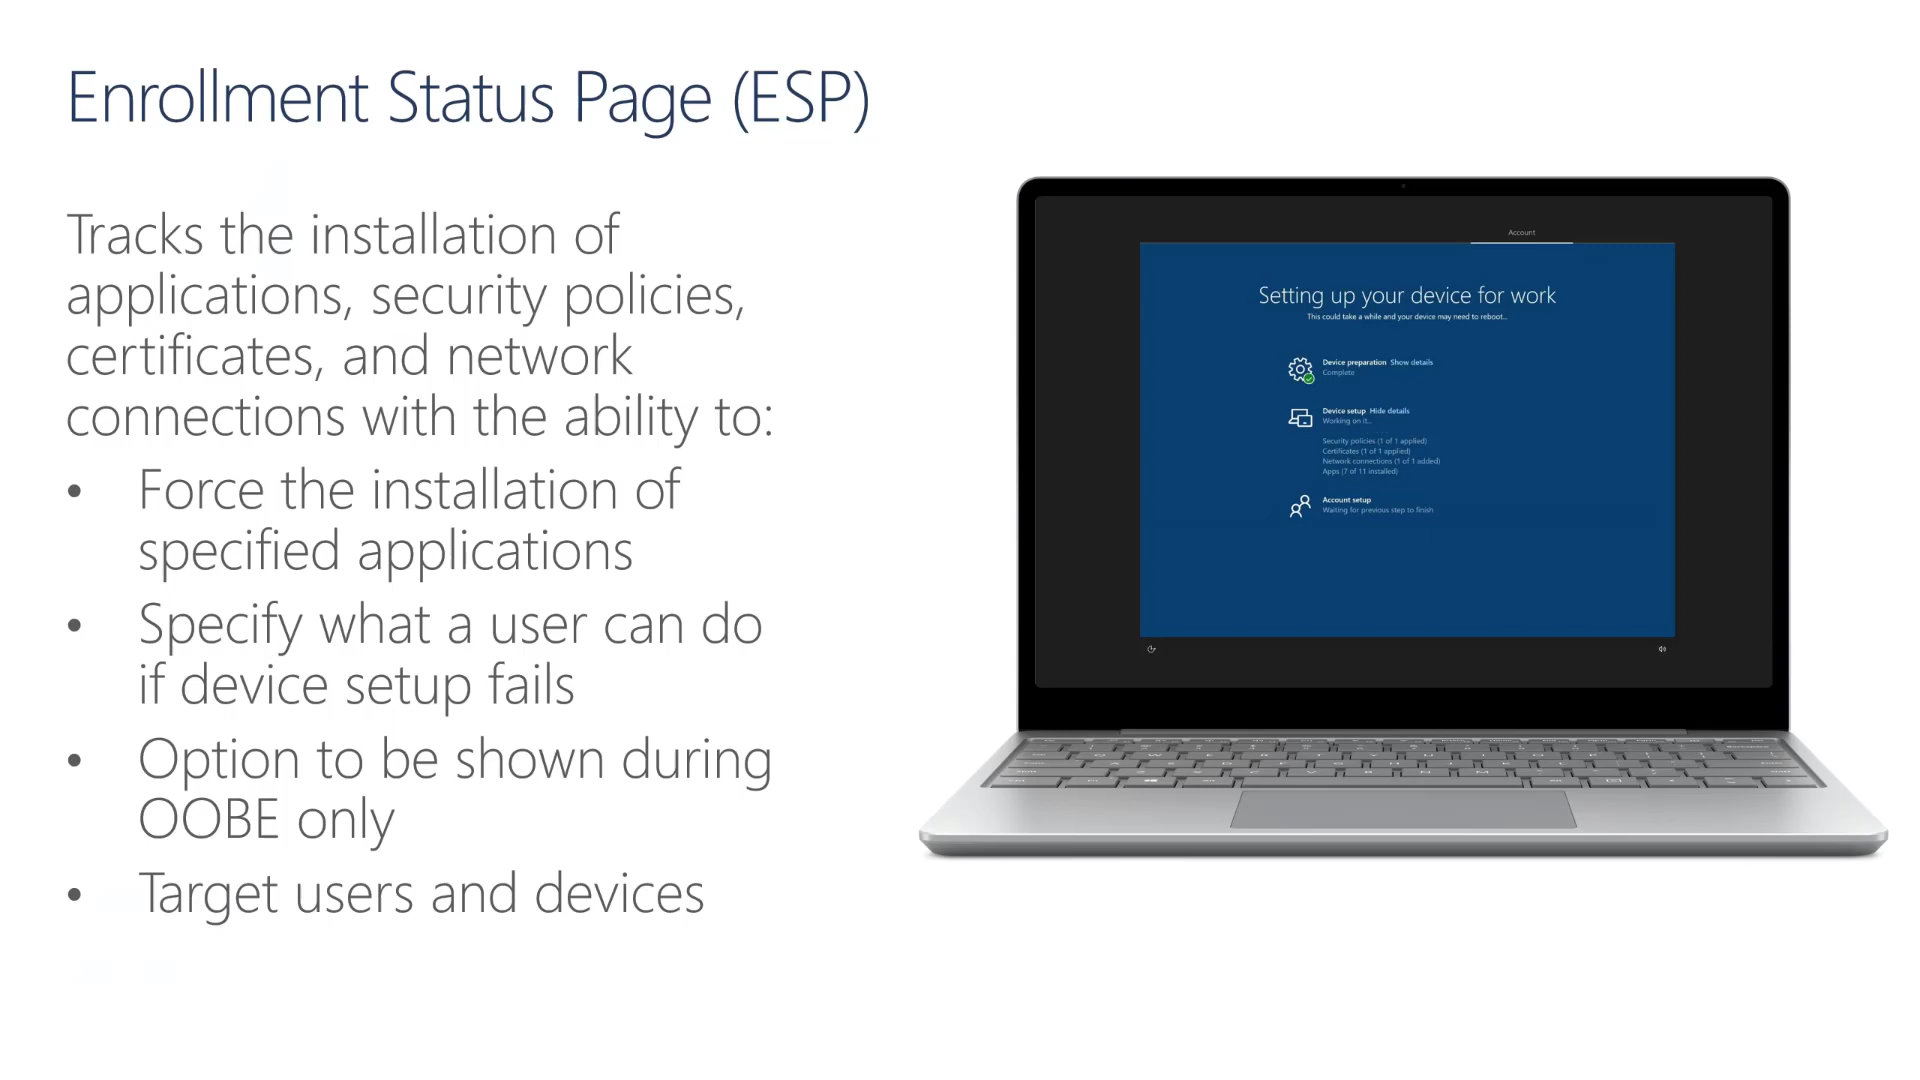 Enrollment Status Page (ESP)
Tracks the installation of
applications, security policies,
certificates, and network
connections with the ability to:
• Force the installation of
specified applications
• Specify what a user can do
if device setup fails
• Option to be shown during
OOBE only
• Target users and devices
Account
Setting up your device for work
This could take a while and your device may need to reboot...
Device preparation Show details
Complete
Device setup Hide details
Working on it...
Security policies (1 of 1 applied)
Certificates (1 of 1 applied)
Network connections (1 of 1 added)
Apps (7 of 11 installed)
Account setup
Waiting for previous step to finish